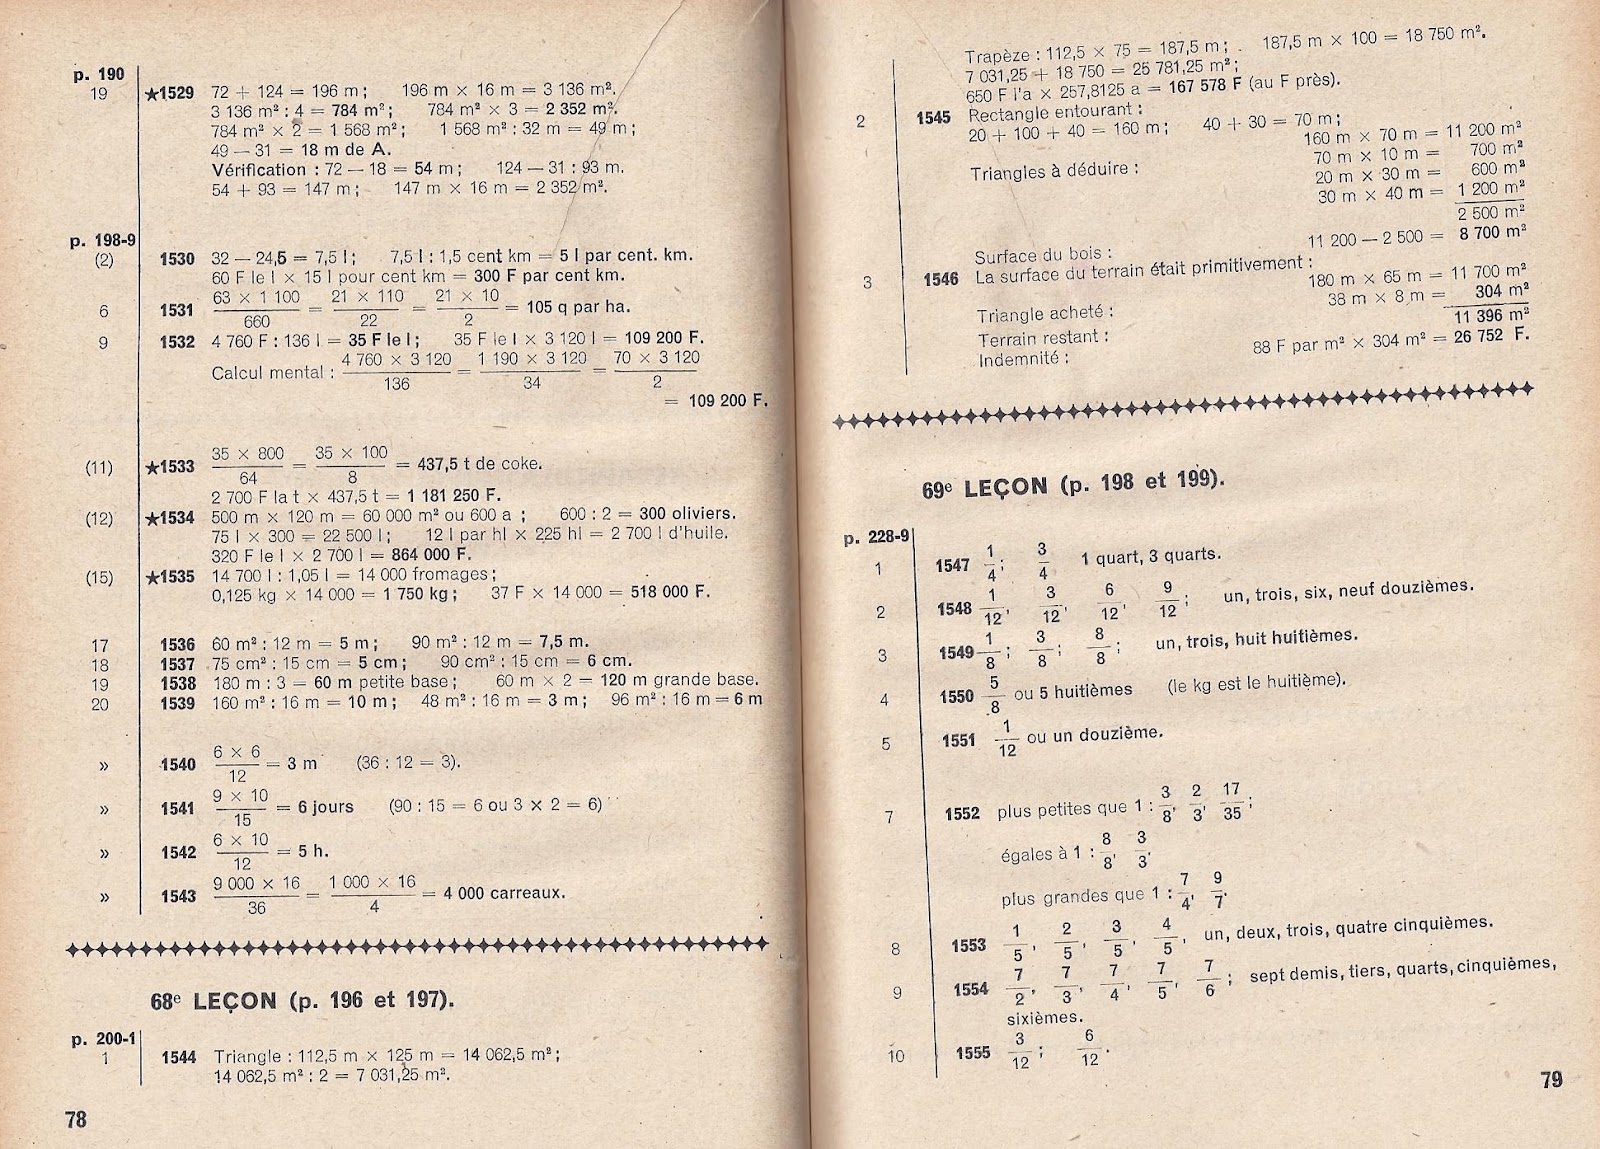 p. 190
19 ★1529 72 + 124 = 196 m ; 196 m × 16 m = 3 136 m².
3 136 m² : 4 = 784 m² ; 784 m² × 3 = 2 352 m².
784 m² × 2 = 1 568 m² ; 1 568 m² : 32 m = 49 m ;
49 — 31 = 18 m de A.
Vérification : 72 — 18 = 54 m ; 124 — 31 : 93 m.
54 + 93 = 147 m ; 147 m × 16 m = 2 352 m².
p. 198-9
(2) 1530 32 — 24,5 = 7,5 l ; 7,5 l : 1,5 cent km = 5 l par cent. km.
60 F le l × 15 l pour cent km = 300 F par cent km.
6 1531 63 × 1 100 / 660 = 21 × 110 / 22 = 21 × 10 / 2 = 105 q par ha.
9 1532 4 760 F : 136 l = 35 F le l ; 35 F le l × 3 120 l = 109 200 F.
Calcul mental : 4 760 × 3 120 / 136 = 1 190 × 3 120 / 34 = 70 × 3 120 / 2
= 109 200 F.
(11) ★1533 35 × 800 / 64 = 35 × 100 / 8 = 437,5 t de coke.
2 700 F la t × 437,5 t = 1 181 250 F.
(12) ★1534 500 m × 120 m = 60 000 m² ou 600 a ; 600 : 2 = 300 oliviers.
75 l × 300 = 22 500 l ; 12 l par hl × 225 hl = 2 700 l d'huile.
320 F le l × 2 700 l = 864 000 F.
(15) ★1535 14 700 l : 1,05 l = 14 000 fromages ;
0,125 kg × 14 000 = 1 750 kg ; 37 F × 14 000 = 518 000 F.
17 1536 60 m² : 12 m = 5 m ; 90 m² : 12 m = 7,5 m.
18 1537 75 cm² : 15 cm = 5 cm ; 90 cm² : 15 cm = 6 cm.
19 1538 180 m : 3 = 60 m petite base ; 60 m × 2 = 120 m grande base.
20 1539 160 m² : 16 m = 10 m ; 48 m² : 16 m = 3 m ; 96 m² : 16 m = 6 m
» 1540 6 × 6 / 12 = 3 m (36 : 12 = 3).
» 1541 9 × 10 / 15 = 6 jours (90 : 15 = 6 ou 3 × 2 = 6)
» 1542 6 × 10 / 12 = 5 h.
» 1543 9 000 × 16 / 36 = 1 000 × 16 / 4 = 4 000 carreaux.
68e LEÇON (p. 196 et 197).
p. 200-1
1 1544 Triangle : 112,5 m × 125 m = 14 062,5 m² ;
14 062,5 m² : 2 = 7 031,25 m².
78
Trapèze : 112,5 × 75 = 187,5 m ; . 187,5 m × 100 = 18 750 m².
7 031,25 + 18 750 = 25 781,25 m² ;
650 F l'a × 257,8125 a = 167 578 F (au F près).
2 1545 Rectangle entourant :
20 + 100 + 40 = 160 m ; 40 + 30 = 70 m ;
160 m × 70 m = 11 200 m²
Triangles à déduire : 70 m × 10 m = 700 m²
20 m × 30 m = 600 m²
30 m × 40 m = 1 200 m²
2 500 m²
Surface du bois : 11 200 — 2 500 = 8 700 m²
3 1546 La surface du terrain était primitivement :
180 m × 65 m = 11 700 m²
Triangle acheté : 38 m × 8 m = 304 m²
Terrain restant : 11 396 m²
Indemnité : 88 F par m² × 304 m² = 26 752 F.
69e LEÇON (p. 198 et 199).
p. 228-9
1 1547 1/4 ; 3/4 1 quart, 3 quarts.
2 1548 1/12, 3/12, 6/12, 9/12 ; un, trois, six, neuf douzièmes.
3 1549 1/8 ; 3/8 ; 8/8 ; un, trois, huit huitièmes.
4 1550 5/8 ou 5 huitièmes (le kg est le huitième).
5 1551 1/12 ou un douzième.
7 1552 plus petites que 1 : 3/8, 2/3, 17/35 ;
égales à 1 : 8/8, 3/3.
plus grandes que 1 : 7/4, 9/7.
8 1553 1/5, 2/5, 3/5, 4/5, un, deux, trois, quatre cinquièmes.
9 1554 7/2, 7/3, 7/4, 7/5, 7/6 ; sept demis, tiers, quarts, cinquièmes,
sixièmes.
10 1555 3/12 ; 6/12.
79